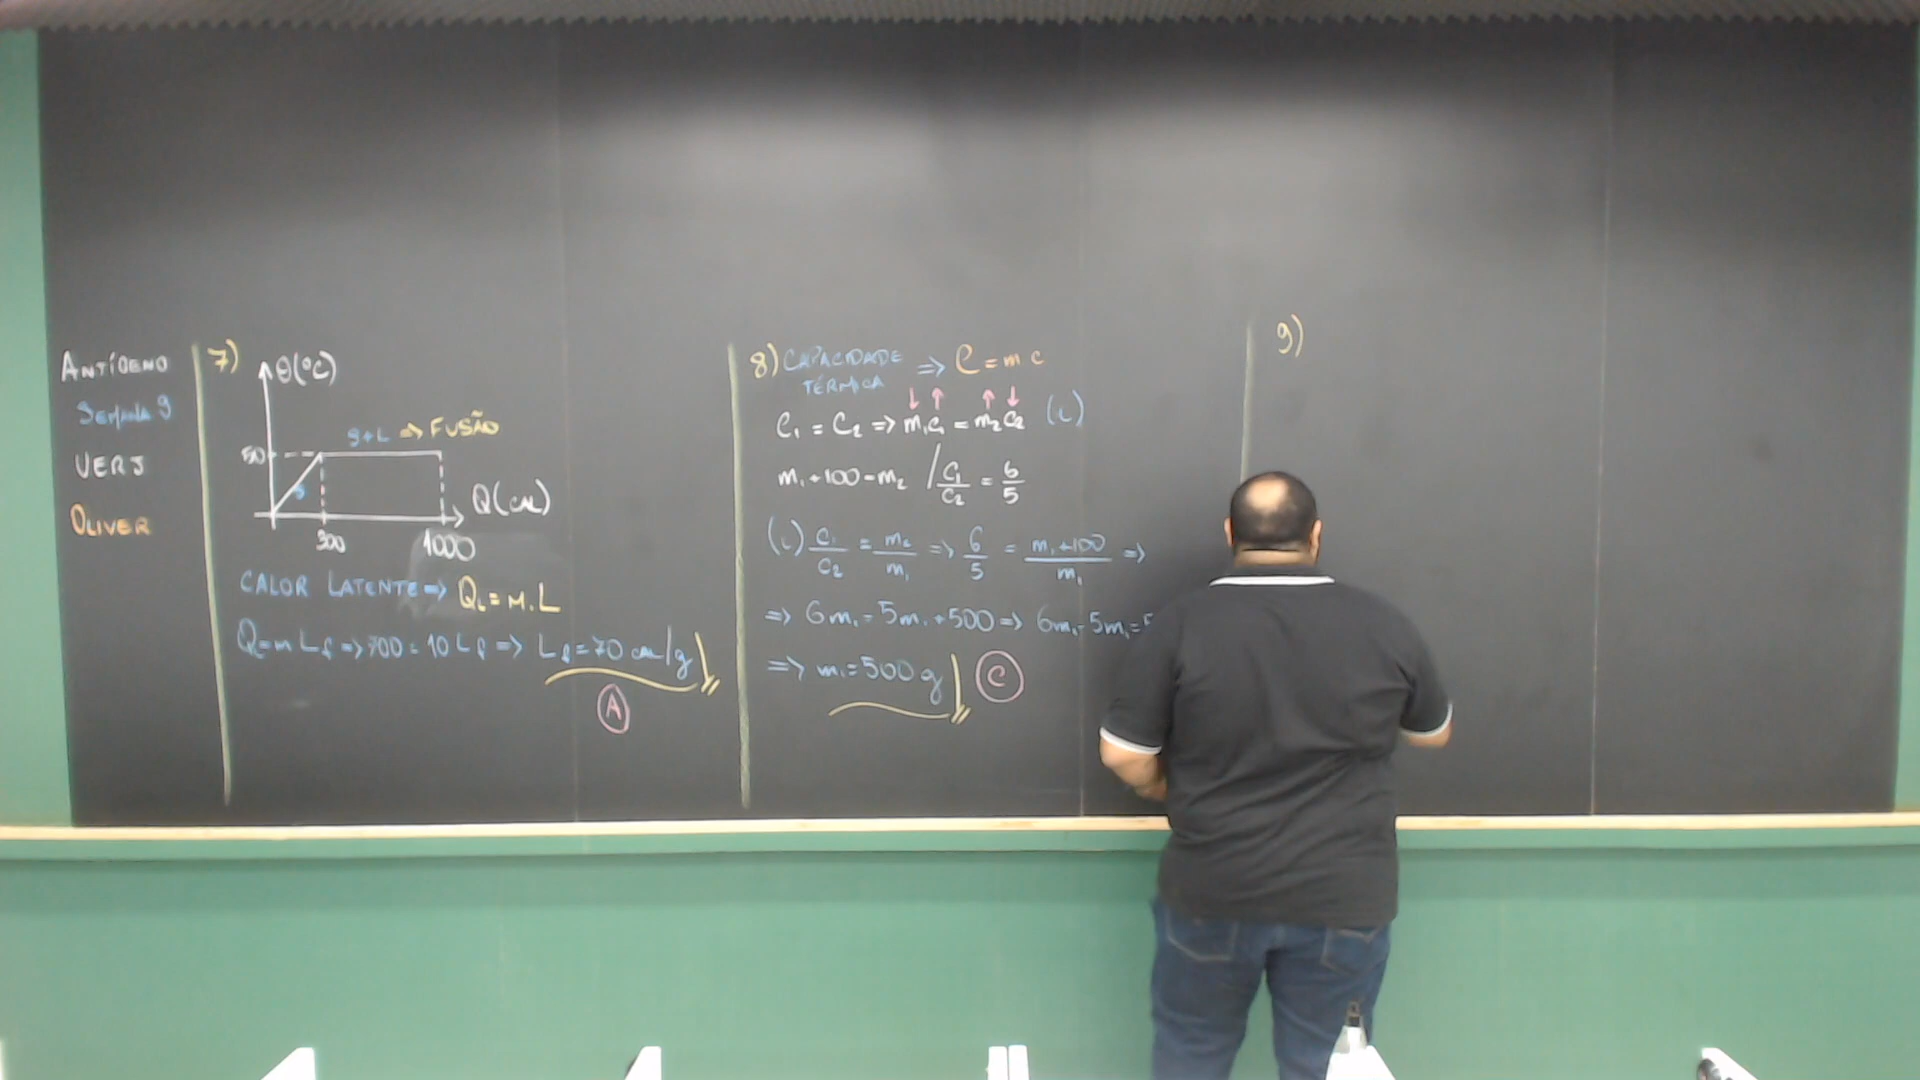 ANTÍGENO
SEMANA 9
UERJ
OLIVER
7)
θ(°C)
S+L => FUSÃO
50
S
Q(CAL)
300
1000
CALOR LATENTE => QL = M.L
Q = m Lf => 700 = 10 Lf => Lf = 70 cal/g
A
8) CAPACIDADE TÉRMICA => C = m c
↓ ↑ ↑ ↓
C1 = C2 => m1c1 = m2c2 (i)
m1 + 100 = m2 / c1/c2 = 6/5
(i) c1/c2 = m2/m1 => 6/5 = m1+100/m1 =>
=> 6m1 = 5m1 + 500 => 6m1 - 5m1 = 5
=> m1 = 500 g
C
9)